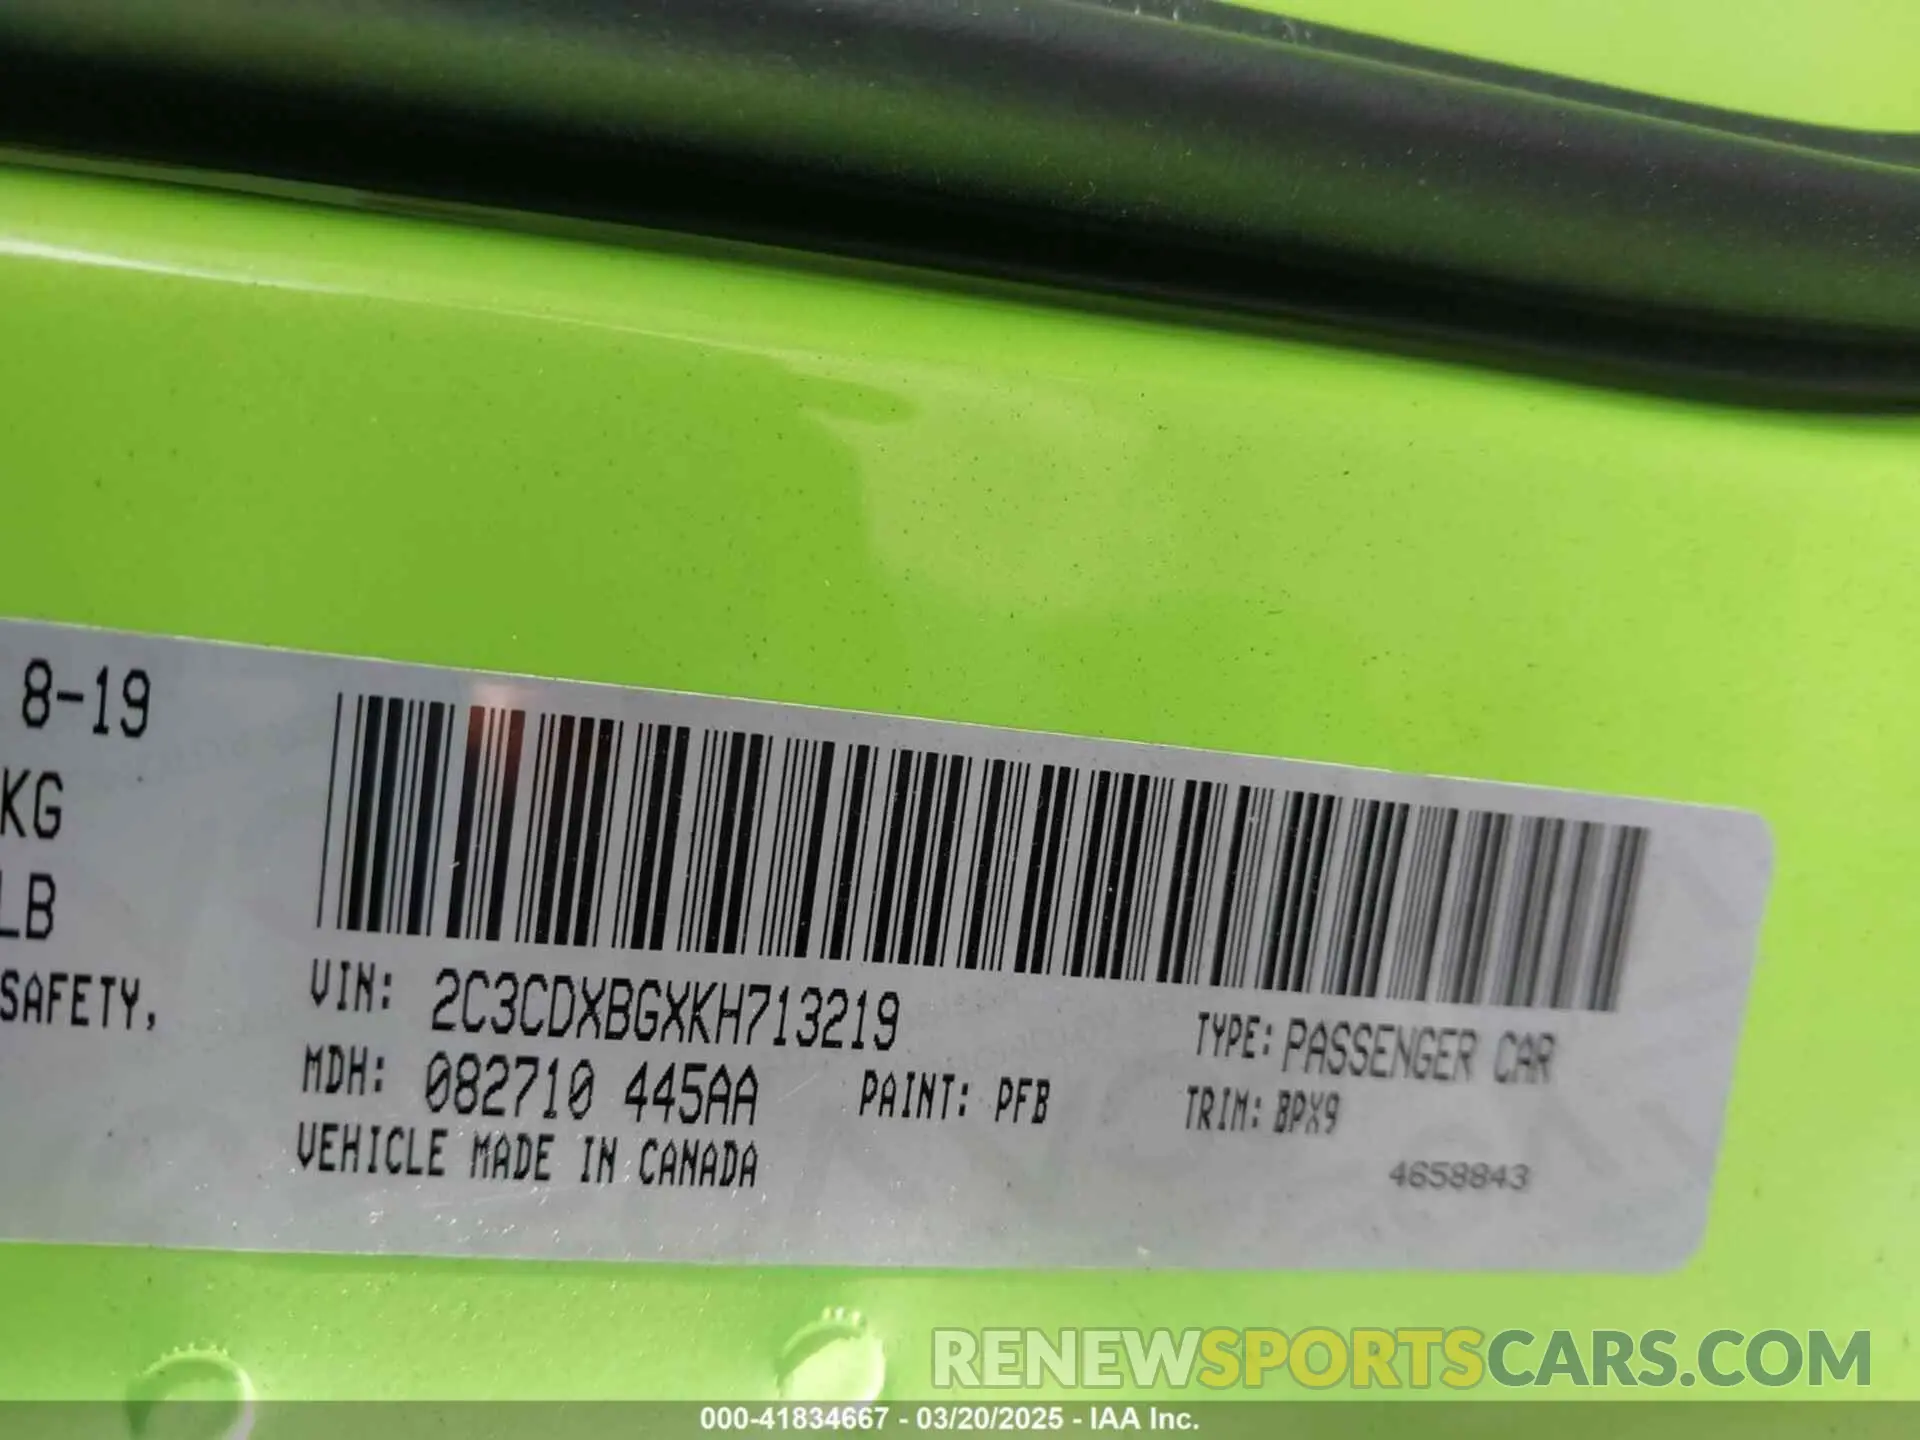 8-19
KG
LB
SAFETY,
VIN: 2C3CDXBGXKH713219
TYPE: PASSENGER CAR
MDH: 082710 445AA
PAINT: PFB
TRIM: BPX9
VEHICLE MADE IN CANADA
4658843
RENEWSPORTSCARS.COM
000-41834667 - 03/20/2025 - IAA Inc.